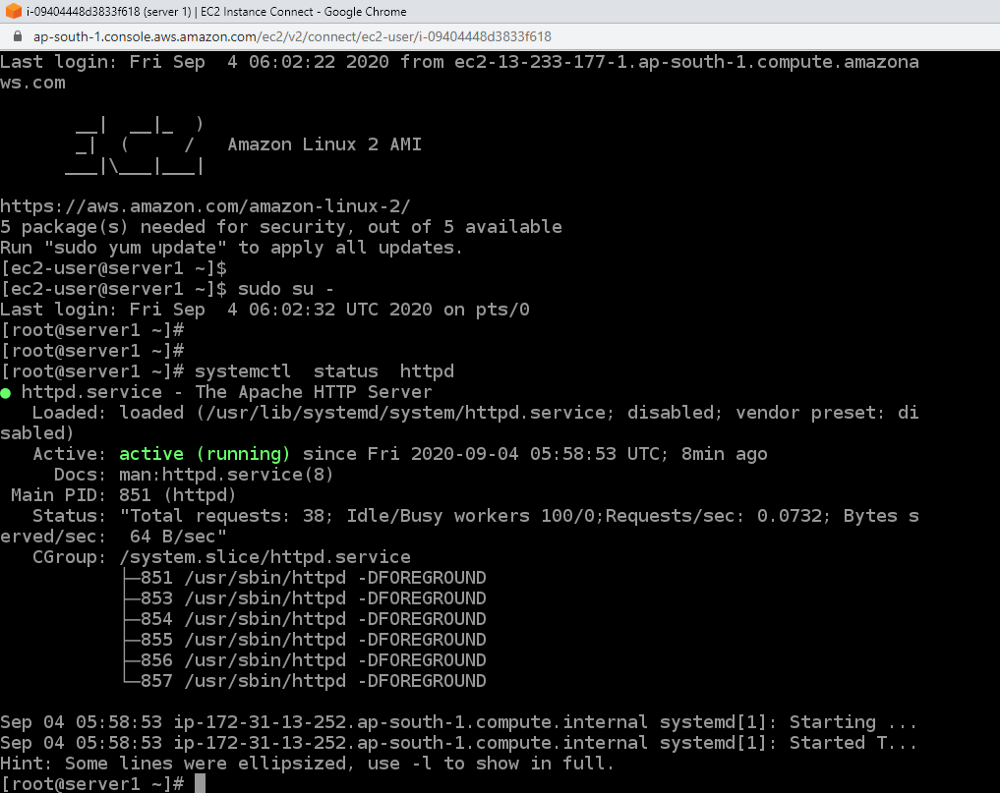 i-09404448d3833f618 (server 1) | EC2 Instance Connect - Google Chrome
ap-south-1.console.aws.amazon.com/ec2/v2/connect/ec2-user/i-09404448d3833f618
Last login: Fri Sep  4 06:02:22 2020 from ec2-13-233-177-1.ap-south-1.compute.amazona
ws.com
       __|  __|_  )
       _|  (     /   Amazon Linux 2 AMI
      ___|\___|___|
https://aws.amazon.com/amazon-linux-2/
5 package(s) needed for security, out of 5 available
Run "sudo yum update" to apply all updates.
[ec2-user@server1 ~]$
[ec2-user@server1 ~]$ sudo su -
Last login: Fri Sep  4 06:02:32 UTC 2020 on pts/0
[root@server1 ~]#
[root@server1 ~]#
[root@server1 ~]# systemctl  status  httpd
● httpd.service - The Apache HTTP Server
   Loaded: loaded (/usr/lib/systemd/system/httpd.service; disabled; vendor preset: di
sabled)
   Active: active (running) since Fri 2020-09-04 05:58:53 UTC; 8min ago
     Docs: man:httpd.service(8)
 Main PID: 851 (httpd)
   Status: "Total requests: 38; Idle/Busy workers 100/0;Requests/sec: 0.0732; Bytes s
erved/sec:  64 B/sec"
   CGroup: /system.slice/httpd.service
           ├─851 /usr/sbin/httpd -DFOREGROUND
           ├─853 /usr/sbin/httpd -DFOREGROUND
           ├─854 /usr/sbin/httpd -DFOREGROUND
           ├─855 /usr/sbin/httpd -DFOREGROUND
           ├─856 /usr/sbin/httpd -DFOREGROUND
           └─857 /usr/sbin/httpd -DFOREGROUND
Sep 04 05:58:53 ip-172-31-13-252.ap-south-1.compute.internal systemd[1]: Starting ...
Sep 04 05:58:53 ip-172-31-13-252.ap-south-1.compute.internal systemd[1]: Started T...
Hint: Some lines were ellipsized, use -l to show in full.
[root@server1 ~]#